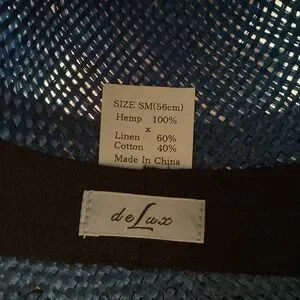 SIZE SM(56cm)
Hemp 100%
x
Linen 60%
Cotton 40%
Made In China
deLux